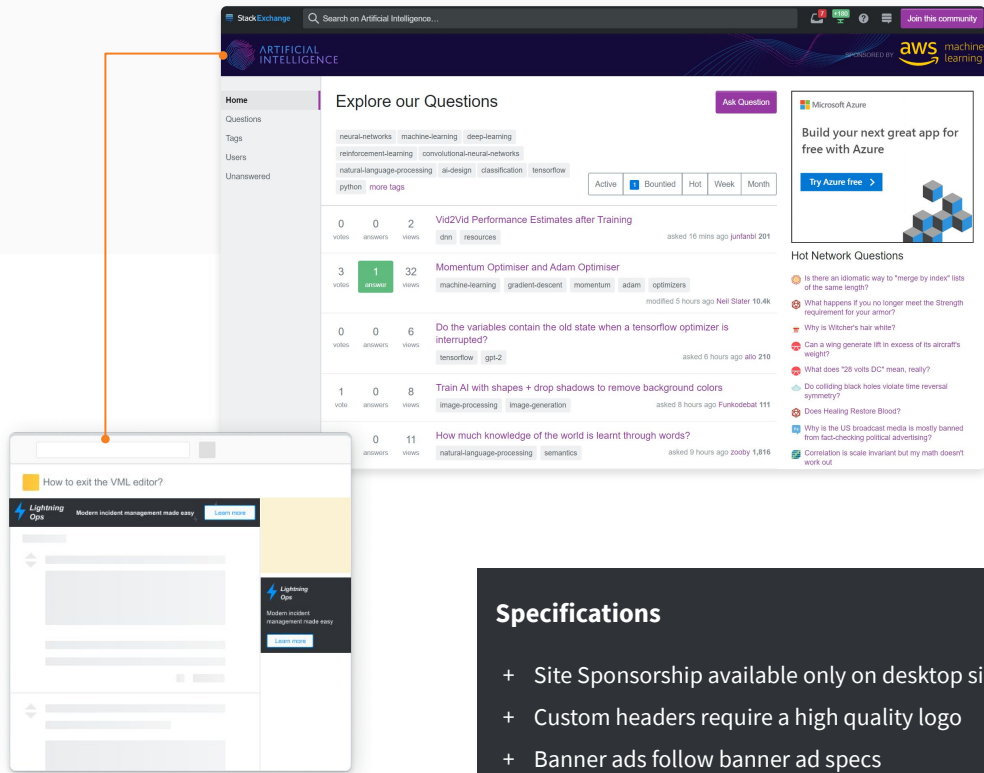 StackExchange
Search on Artificial Intelligence...
7
+180
?
Join this community
ARTIFICIAL
INTELLIGENCE
SPONSORED BY
aws machine
learning
Home
Questions
Tags
Users
Unanswered
Explore our Questions
Ask Question
neural-networks machine-learning deep-learning
reinforcement-learning convolutional-neural-networks
natural-language-processing ai-design classification tensorflow
python more tags
Active 1 Bountied Hot Week Month
0 0 2
votes answers views
Vid2Vid Performance Estimates after Training
dnn resources
asked 16 mins ago junfanbl 201
3 1 32
votes answer views
Momentum Optimiser and Adam Optimiser
machine-learning gradient-descent momentum adam optimizers
modified 5 hours ago Neil Slater 10.4k
0 0 6
votes answers views
Do the variables contain the old state when a tensorflow optimizer is
interrupted?
tensorflow gpt-2
asked 6 hours ago allo 210
1 0 8
vote answers views
Train AI with shapes + drop shadows to remove background colors
image-processing image-generation
asked 8 hours ago Funkodebat 111
0 11
answers views
How much knowledge of the world is learnt through words?
natural-language-processing semantics
asked 9 hours ago zooby 1,816
Microsoft Azure
Build your next great app for
free with Azure
Try Azure free >
Hot Network Questions
Is there an idiomatic way to "merge by index" lists
of the same length?
What happens if you no longer meet the Strength
requirement for your armor?
Why is Witcher's hair white?
Can a wing generate lift in excess of its aircraft's
weight?
What does "28 volts DC" mean, really?
Do colliding black holes violate time reversal
symmetry?
Does Healing Restore Blood?
Why is the US broadcast media is mostly banned
from fact-checking political advertising?
Correlation is scale invariant but my math doesn't
work out
How to exit the VML editor?
Lightning
Ops
Modern incident management made easy
Learn more
Lightning
Ops
Modern incident
management made easy
Learn more
Specifications
+ Site Sponsorship available only on desktop si
+ Custom headers require a high quality logo
+ Banner ads follow banner ad specs